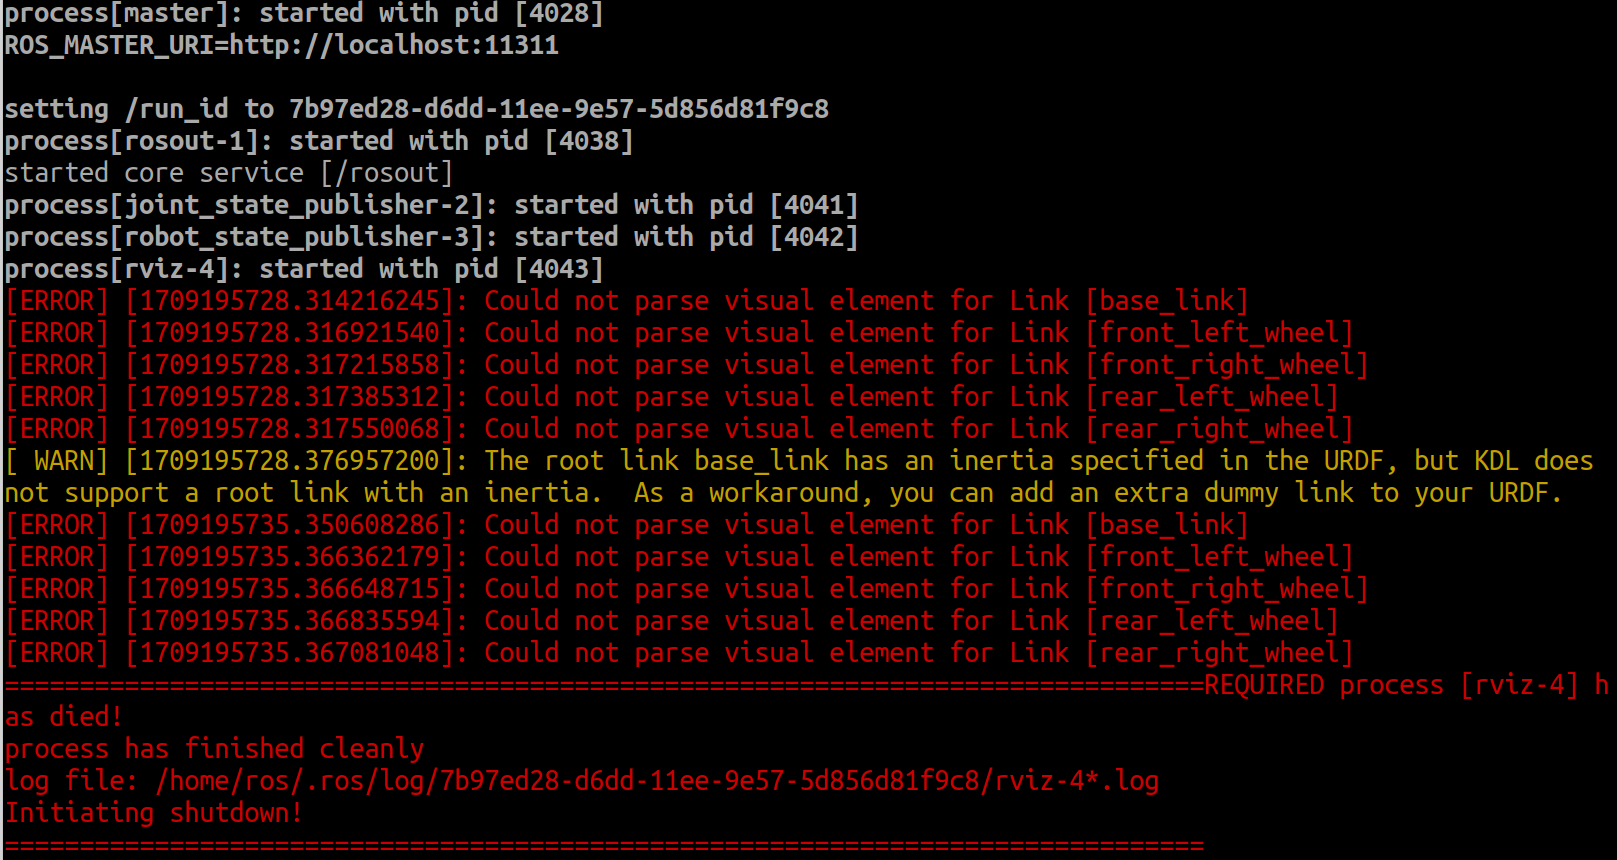 process[master]: started with pid [4028]
ROS_MASTER_URI=http://localhost:11311
setting /run_id to 7b97ed28-d6dd-11ee-9e57-5d856d81f9c8
process[rosout-1]: started with pid [4038]
started core service [/rosout]
process[joint_state_publisher-2]: started with pid [4041]
process[robot_state_publisher-3]: started with pid [4042]
process[rviz-4]: started with pid [4043]
[ERROR] [1709195728.314216245]: Could not parse visual element for Link [base_link]
[ERROR] [1709195728.316921540]: Could not parse visual element for Link [front_left_wheel]
[ERROR] [1709195728.317215858]: Could not parse visual element for Link [front_right_wheel]
[ERROR] [1709195728.317385312]: Could not parse visual element for Link [rear_left_wheel]
[ERROR] [1709195728.317550068]: Could not parse visual element for Link [rear_right_wheel]
[ WARN] [1709195728.376957200]: The root link base_link has an inertia specified in the URDF, but KDL does
not support a root link with an inertia.  As a workaround, you can add an extra dummy link to your URDF.
[ERROR] [1709195735.350608286]: Could not parse visual element for Link [base_link]
[ERROR] [1709195735.366362179]: Could not parse visual element for Link [front_left_wheel]
[ERROR] [1709195735.366648715]: Could not parse visual element for Link [front_right_wheel]
[ERROR] [1709195735.366835594]: Could not parse visual element for Link [rear_left_wheel]
[ERROR] [1709195735.367081048]: Could not parse visual element for Link [rear_right_wheel]
================================================================================REQUIRED process [rviz-4] h
as died!
process has finished cleanly
log file: /home/ros/.ros/log/7b97ed28-d6dd-11ee-9e57-5d856d81f9c8/rviz-4*.log
Initiating shutdown!
================================================================================